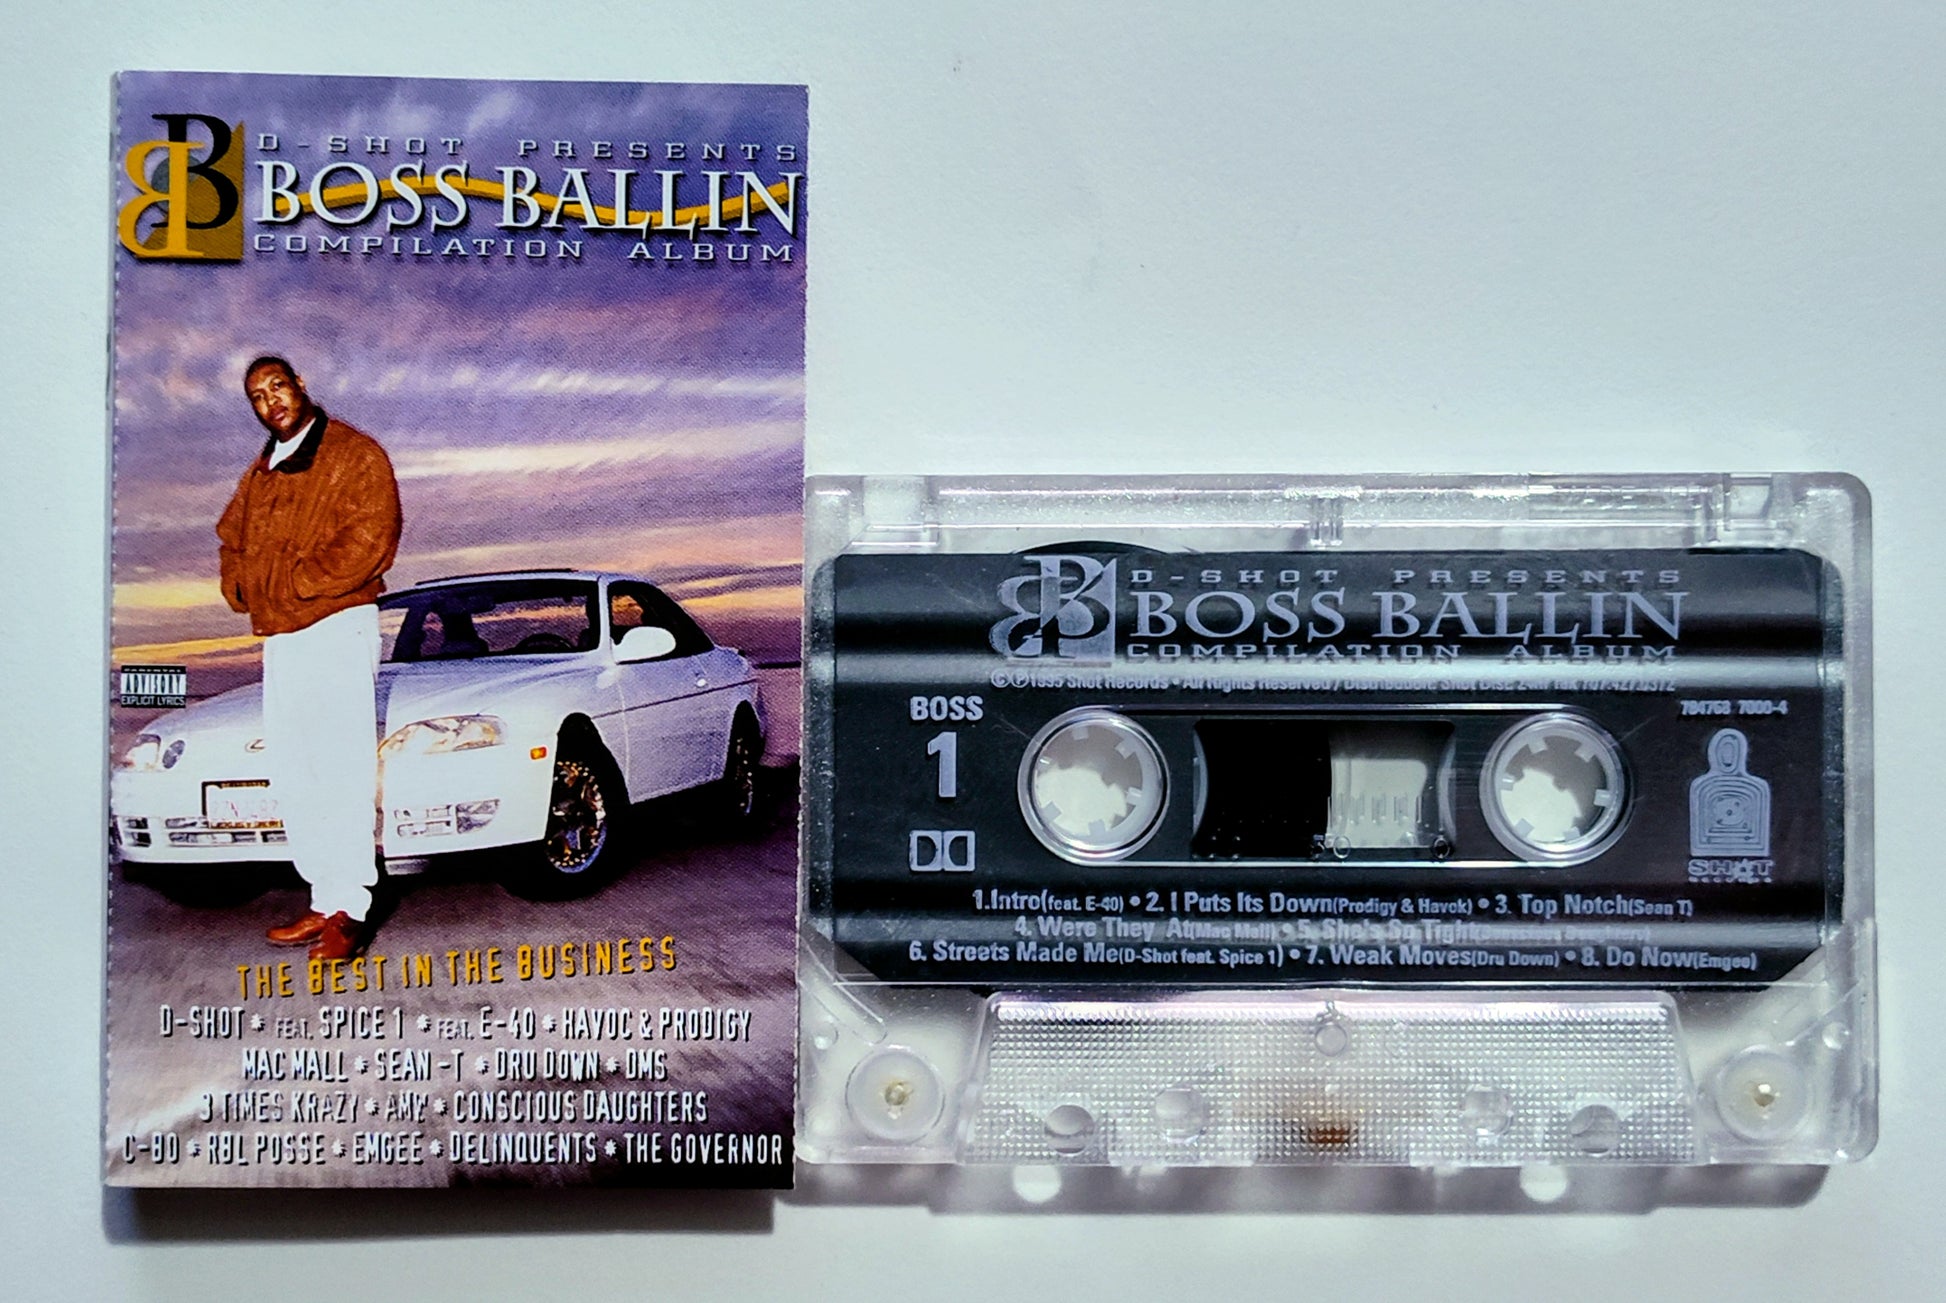 D-SHOT PRESENTS
BOSS BALLIN
COMPILATION ALBUM
PARENTAL
ADVISORY
EXPLICIT LYRICS
THE BEST IN THE BUSINESS
D-SHOT * FEAT. SPICE 1 * FEAT. E-40 * HAVOC & PRODIGY
MAC MALL * SEAN-T * DRU DOWN * DMS
3 TIMES KRAZY * AMW * CONSCIOUS DAUGHTERS
C-BO * RBL POSSE * EMGEE * DELINQUENTS * THE GOVERNOR
D-SHOT PRESENTS
BOSS BALLIN
COMPILATION ALBUM
©℗1995 Shot Records • All Rights Reserved /
BOSS
1
784763 7000-4
50 0
SHOT
RECORDS
1.Intro(feat. E-40) • 2. I Puts Its Down(Prodigy & Havok) • 3. Top Notch(Sean T)
4. Were They At(Mac Mall) • 5. She's So Tight
6. Streets Made Me(D-Shot feat. Spice 1) • 7. Weak Moves(Dru Down) • 8. Do Now(Emgee)